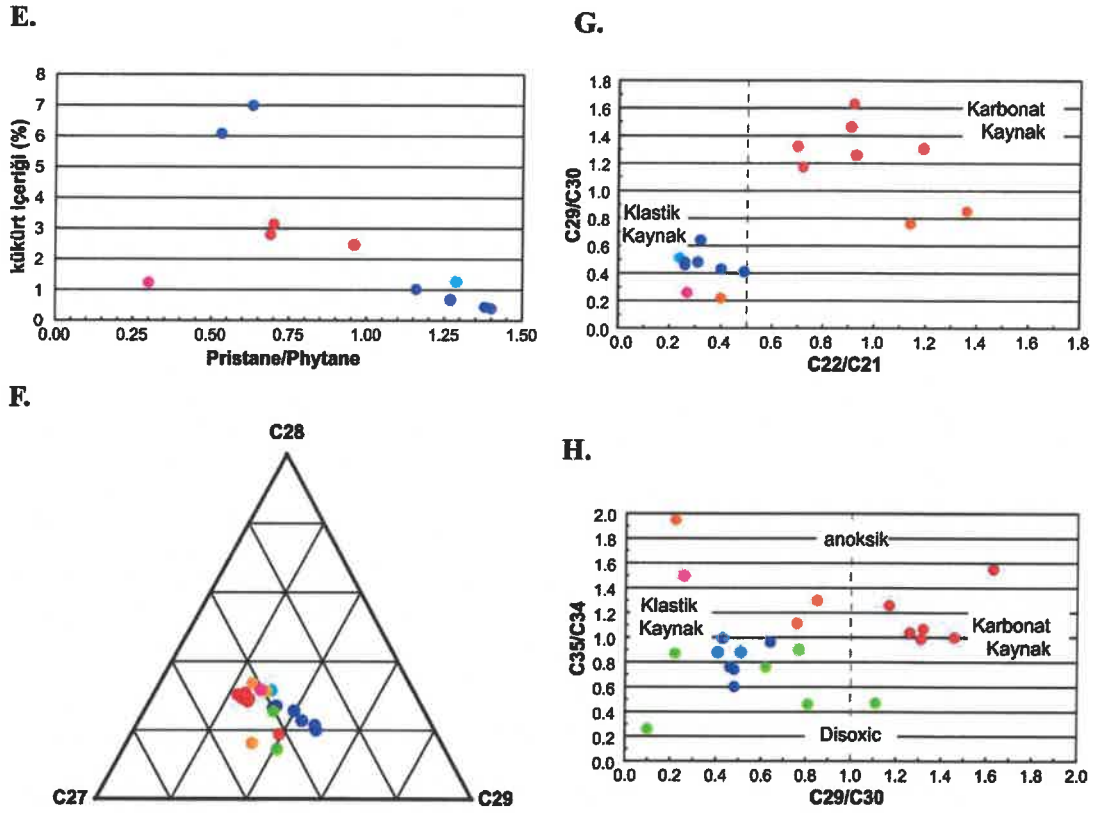 E.
8
7
6
5
4
3
2
1
0
kükürt içeriği (%)
0.00
0.25
0.50
0.75
1.00
1.25
1.50
Pristane/Phytane
G.
1.8
1.6
1.4
1.2
1.0
0.8
0.6
0.4
0.2
0.0
C29/C30
Karbonat
Kaynak
Klastik
Kaynak
0.0
0.2
0.4
0.6
0.8
1.0
1.2
1.4
1.6
1.8
C22/C21
F.
C28
C27
C29
H.
2.0
1.8
1.6
1.4
1.2
1.0
0.8
0.6
0.4
0.2
0.0
C35/C34
anoksik
Klastik
Kaynak
Karbonat
Kaynak
Disoxic
0.0
0.2
0.4
0.6
0.8
1.0
1.2
1.4
1.6
2.0
C29/C30